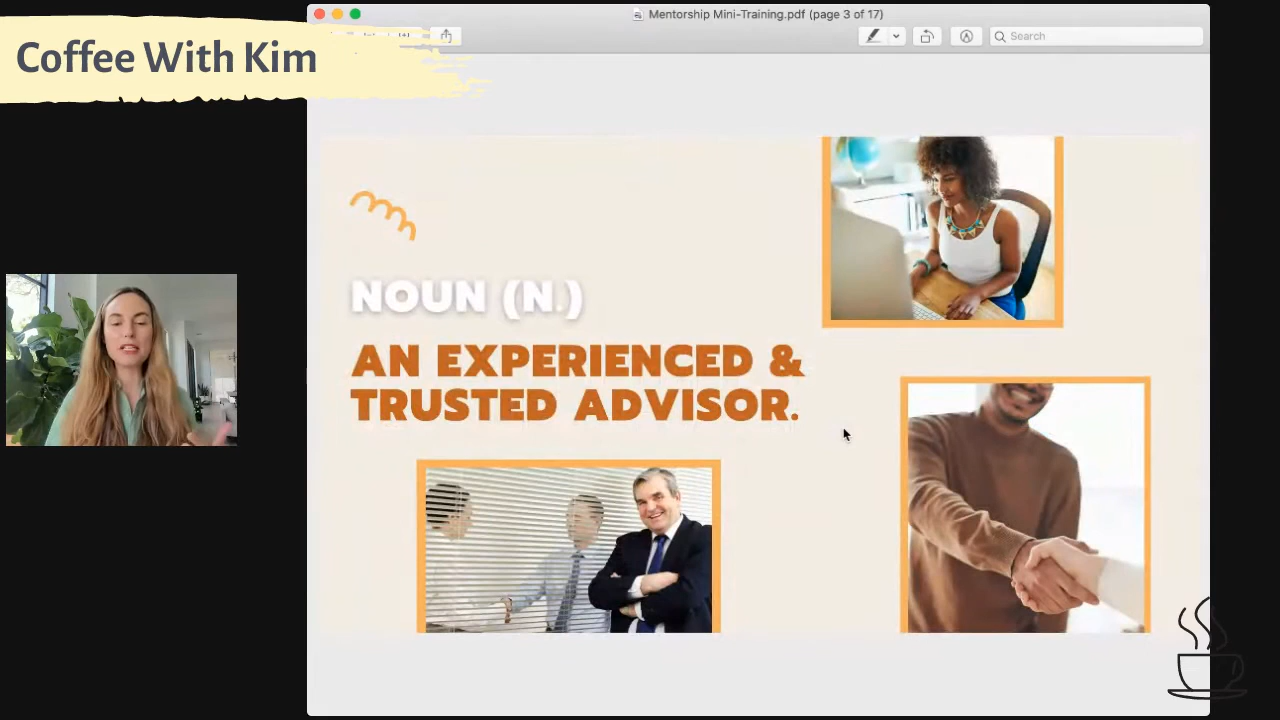 Mentorship Mini-Training.pdf (page 3 of 17)
Search
Coffee With Kim
NOUN (N.)
AN EXPERIENCED &
TRUSTED ADVISOR.